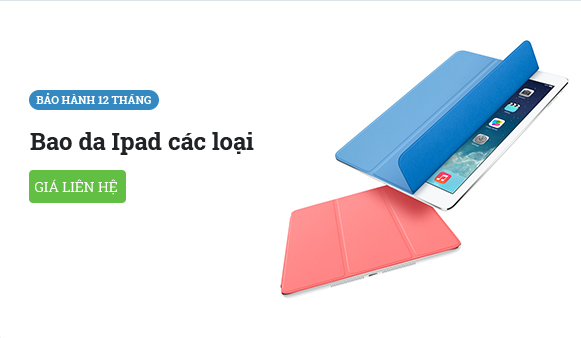 BẢO HÀNH 12 THÁNG
Bao da Ipad các loại
GIÁ LIÊN HỆ